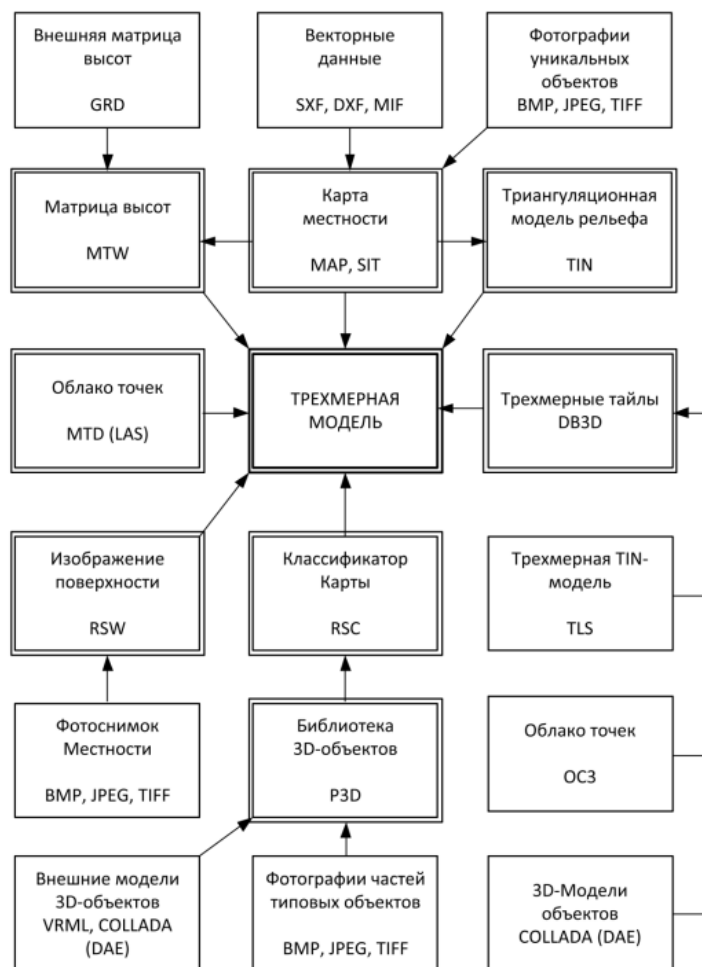 Внешняя матрица
высот
GRD
Векторные
данные
SXF, DXF, MIF
Фотографии
уникальных
объектов
BMP, JPEG, TIFF
Матрица высот
MTW
Карта
местности
MAP, SIT
Триангуляционная
модель рельефа
TIN
Облако точек
MTD (LAS)
ТРЕХМЕРНАЯ
МОДЕЛЬ
Трехмерные тайлы
DB3D
Изображение
поверхности
RSW
Классификатор
Карты
RSC
Трехмерная TIN-
модель
TLS
Фотоснимок
Местности
BMP, JPEG, TIFF
Библиотека
3D-объектов
P3D
Облако точек
ОС3
Внешние модели
3D-объектов
VRML, COLLADA
(DAE)
Фотографии частей
типовых объектов
BMP, JPEG, TIFF
3D-Модели
объектов
COLLADA (DAE)